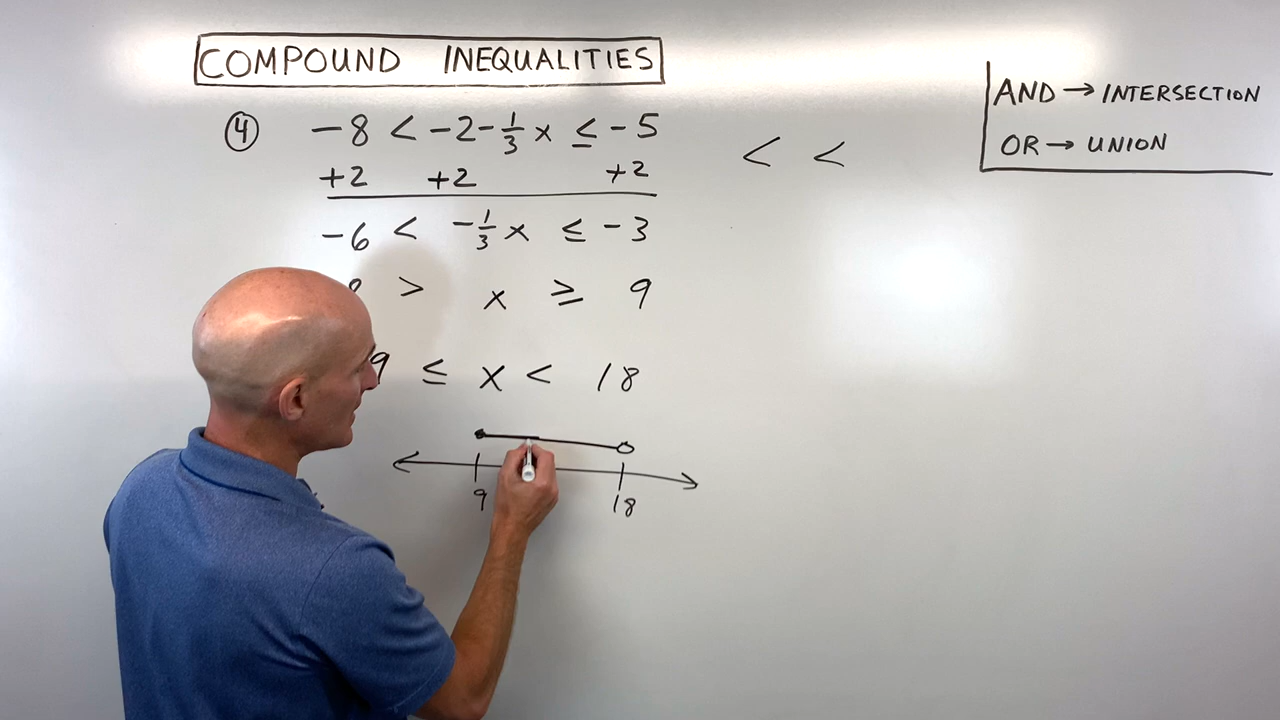 COMPOUND INEQUALITIES
④ -8 < -2 - 1/3 x ≤ -5
+2 +2 +2
-6 < -1/3 x ≤ -3
8 > x ≥ 9
9 ≤ x < 18
9 18
< <
AND → INTERSECTION
OR → UNION